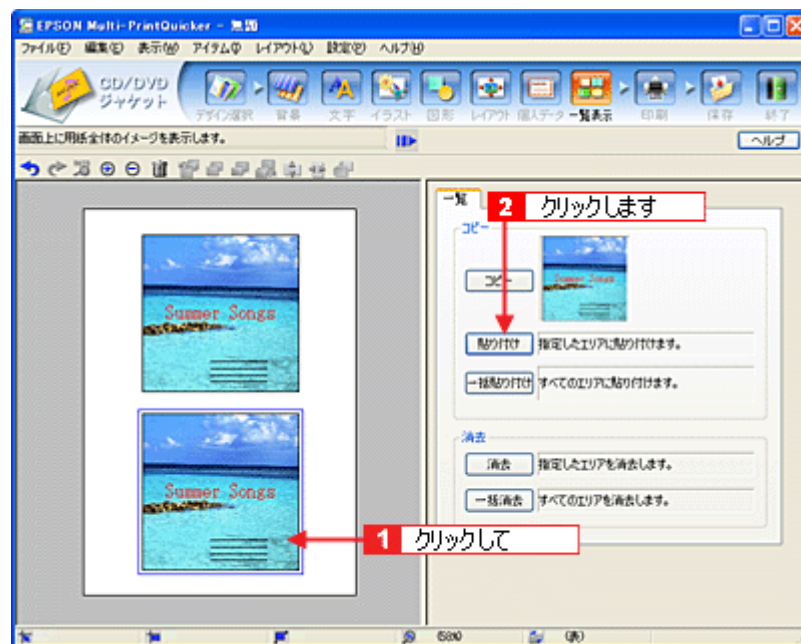 EPSON Multi-PrintQuicker - 無題
ファイル(F) 編集(E) 表示(W) アイテム(I) レイアウト(L) 設定(P) ヘルプ(H)
CD/DVD
ジャケット
デザイン選択 背景 文字 イラスト 図形 レイアウト 個人データ 一覧表示 印刷 保存 終了
画面上に用紙全体のイメージを表示します。
ヘルプ
一覧
2 クリックします
コピー
コピー
Summer Songs
Summer Songs
貼り付け 指定したエリアに貼り付けます。
一括貼り付け すべてのエリアに貼り付けます。
消去
消去 指定したエリアを消去します。
一括消去 すべてのエリアを消去します。
Summer Songs
1 クリックして
(58%) (表)